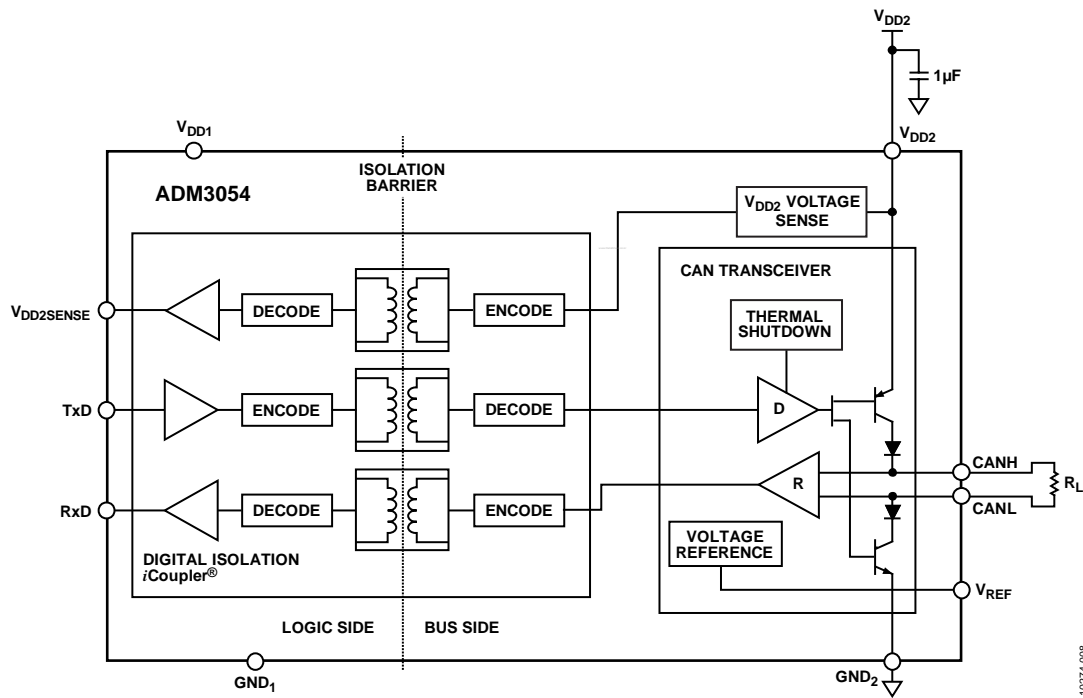 VDD2
1µF
VDD1
VDD2
ISOLATION
BARRIER
ADM3054
VDD2 VOLTAGE
SENSE
CAN TRANSCEIVER
VDD2SENSE
DECODE
ENCODE
THERMAL
SHUTDOWN
TxD
ENCODE
DECODE
D
CANH
RL
CANL
R
RxD
DECODE
ENCODE
VOLTAGE
REFERENCE
DIGITAL ISOLATION
iCoupler®
VREF
LOGIC SIDE
BUS SIDE
GND1
GND2
10274-008